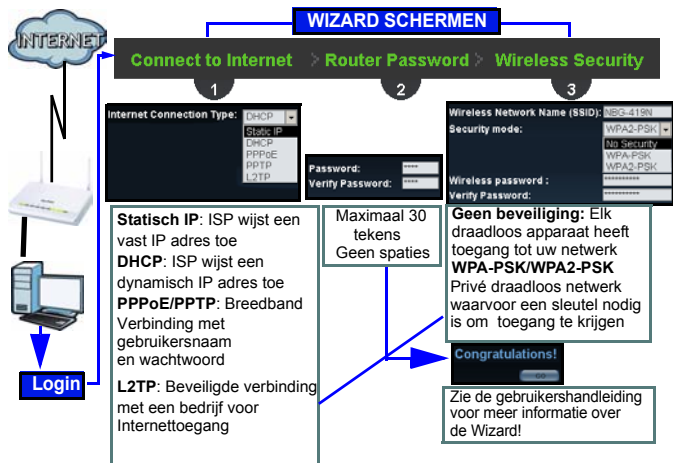 WIZARD SCHERMEN
INTERNET
Connect to Internet > Router Password > Wireless Security
1
2
3
Internet Connection Type: DHCP
Static IP
DHCP
PPPoE
PPTP
L2TP
Password: ****
Verify Password: ****
Wireless Network Name (SSID): NBG-419N
Security mode: WPA2-PSK
No Security
WPA-PSK
WPA2-PSK
Wireless password : **********
Verify Password: **********
Statisch IP: ISP wijst een
vast IP adres toe
DHCP: ISP wijst een
dynamisch IP adres toe
PPPoE/PPTP: Breedband
Verbinding met
gebruikersnaam
en wachtwoord
L2TP: Beveiligde verbinding
met een bedrijf voor
Internettoegang
Maximaal 30
tekens
Geen spaties
Geen beveiliging: Elk
draadloos apparaat heeft
toegang tot uw netwerk
WPA-PSK/WPA2-PSK
Privé draadloos netwerk
waarvoor een sleutel nodig
is om toegang te krijgen
Login
Congratulations!
GO
Zie de gebruikershandleiding
voor meer informatie over
de Wizard!